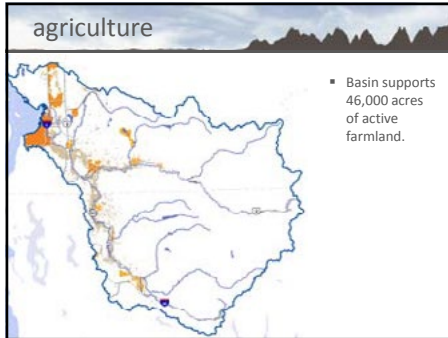 agriculture
▪ Basin supports
46,000 acres
of active
farmland.